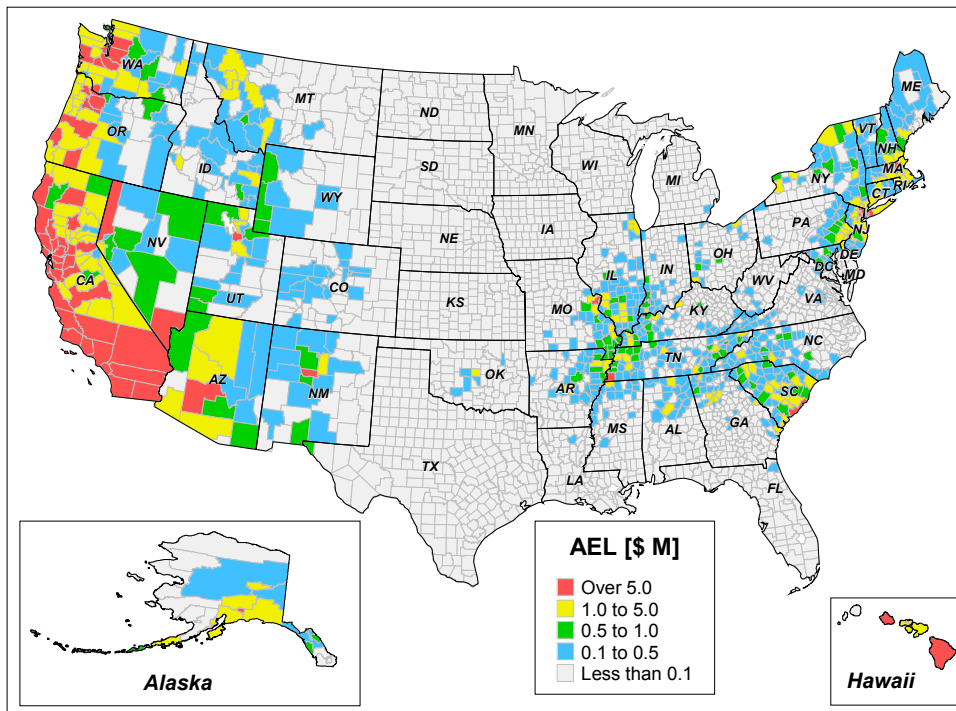 WA
MT
ND
MN
ME
VT
NH
OR
ID
SD
WI
MI
NY
MA
CT
RI
WY
NE
IA
PA
NJ
NV
UT
CO
IL
IN
OH
DE
MD
DC
WV
VA
CA
KS
MO
KY
AZ
NM
OK
AR
TN
NC
SC
MS
AL
GA
TX
LA
FL
AEL [$ M]
Over 5.0
1.0 to 5.0
0.5 to 1.0
0.1 to 0.5
Less than 0.1
Alaska
Hawaii